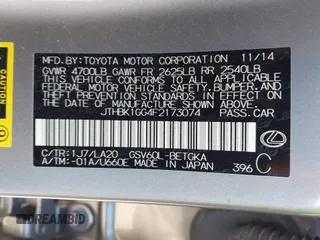 MFD. BY: TOYOTA MOTOR CORPORATION 11/14
GVWR 4700LB GAWR FR 2625LB RR 2540LB
THIS VEHICLE CONFORMS TO ALL APPLICABLE
FEDERAL MOTOR VEHICLE SAFETY, BUMPER, AND
THEFT PREVENTION STANDARDS IN EFFECT ON
THE DATE OF MANUFACTURE SHOWN ABOVE.
JTHBK1GG4F2173074 PASS.CAR
C/TR:1J7/LA20 GSV60L-BETGKA
A/TM:-01A/U660E MADE IN JAPAN 396 C
DREAMBID